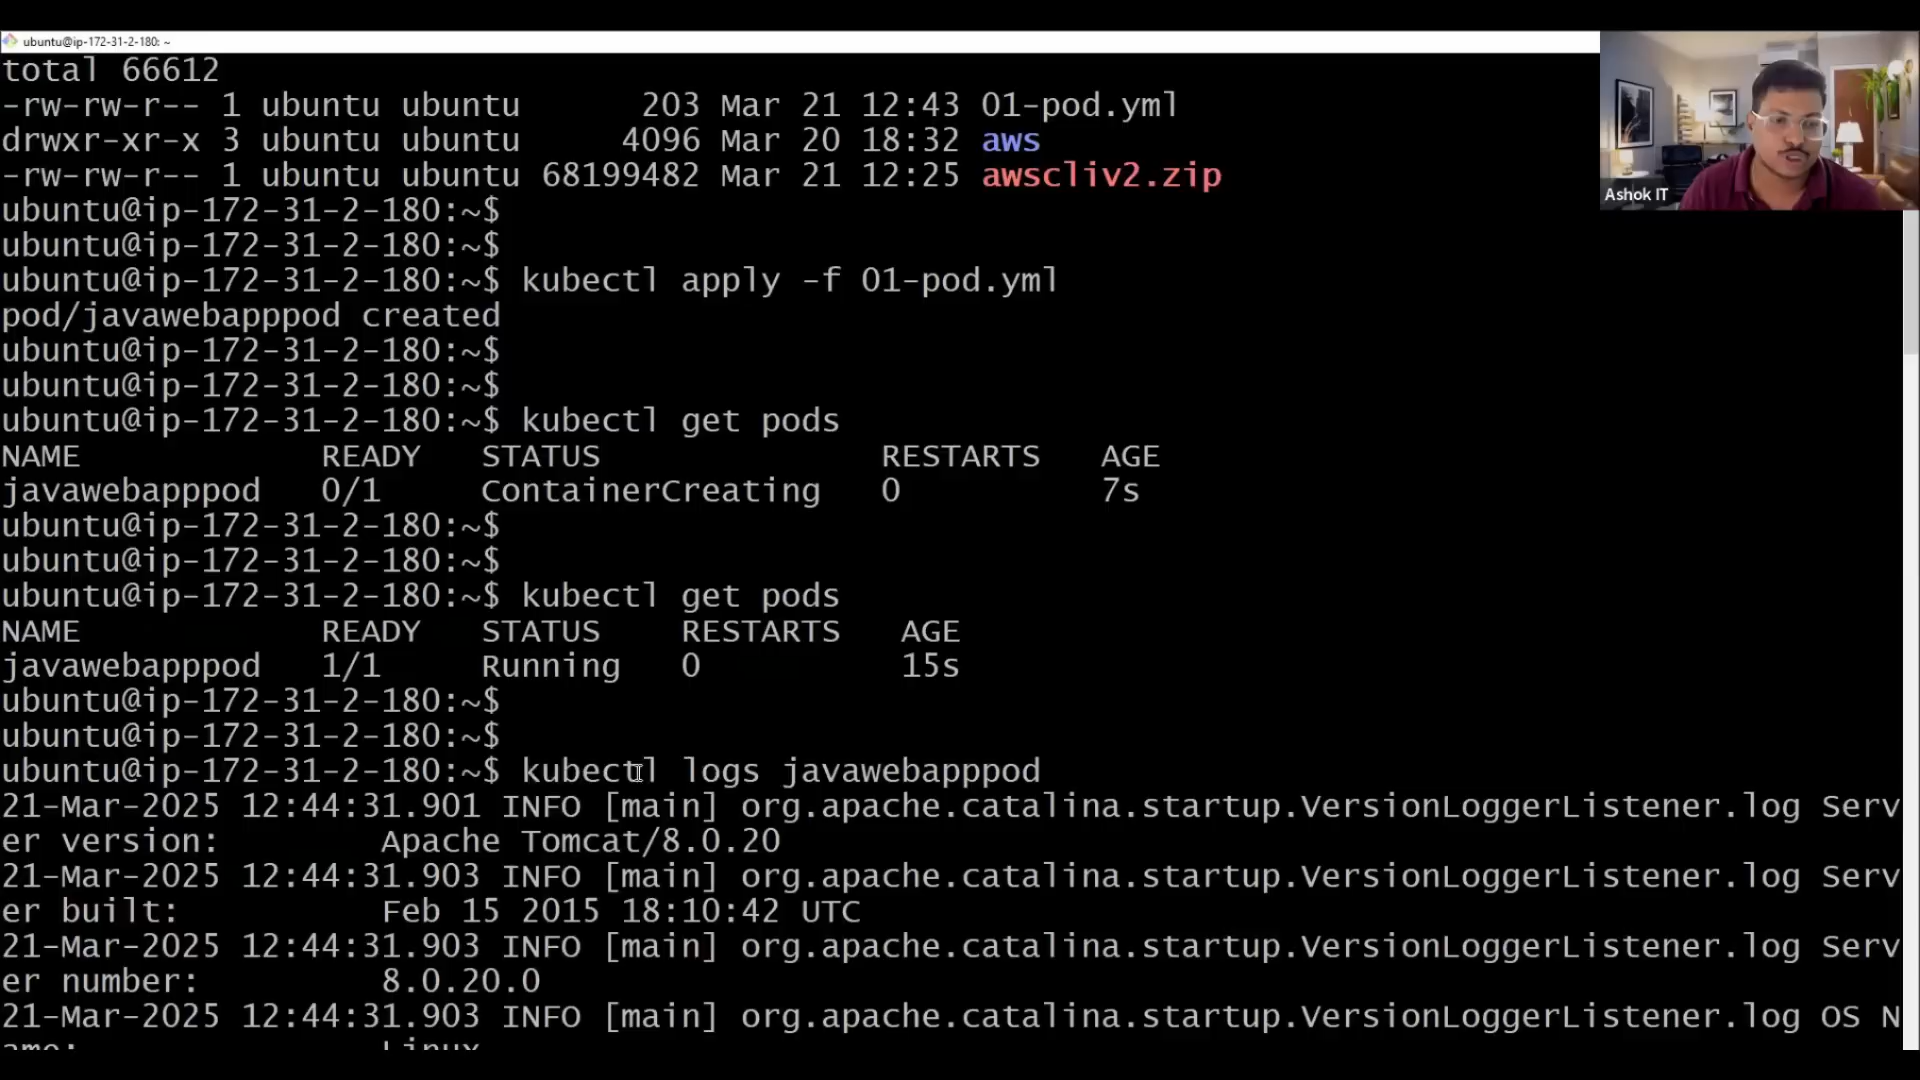 ubuntu@ip-172-31-2-180: ~
total 66612
-rw-rw-r-- 1 ubuntu ubuntu      203 Mar 21 12:43 01-pod.yml
drwxr-xr-x 3 ubuntu ubuntu     4096 Mar 20 18:32 aws
-rw-rw-r-- 1 ubuntu ubuntu 68199482 Mar 21 12:25 awscliv2.zip
Ashok IT
ubuntu@ip-172-31-2-180:~$
ubuntu@ip-172-31-2-180:~$
ubuntu@ip-172-31-2-180:~$ kubectl apply -f 01-pod.yml
pod/javawebapppod created
ubuntu@ip-172-31-2-180:~$
ubuntu@ip-172-31-2-180:~$
ubuntu@ip-172-31-2-180:~$ kubectl get pods
NAME            READY   STATUS              RESTARTS   AGE
javawebapppod   0/1     ContainerCreating   0          7s
ubuntu@ip-172-31-2-180:~$
ubuntu@ip-172-31-2-180:~$
ubuntu@ip-172-31-2-180:~$ kubectl get pods
NAME            READY   STATUS    RESTARTS   AGE
javawebapppod   1/1     Running   0          15s
ubuntu@ip-172-31-2-180:~$
ubuntu@ip-172-31-2-180:~$
ubuntu@ip-172-31-2-180:~$ kubectl logs javawebapppod
21-Mar-2025 12:44:31.901 INFO [main] org.apache.catalina.startup.VersionLoggerListener.log Serv
er version:        Apache Tomcat/8.0.20
21-Mar-2025 12:44:31.903 INFO [main] org.apache.catalina.startup.VersionLoggerListener.log Serv
er built:          Feb 15 2015 18:10:42 UTC
21-Mar-2025 12:44:31.903 INFO [main] org.apache.catalina.startup.VersionLoggerListener.log Serv
er number:         8.0.20.0
21-Mar-2025 12:44:31.903 INFO [main] org.apache.catalina.startup.VersionLoggerListener.log OS N
ame:               Linux